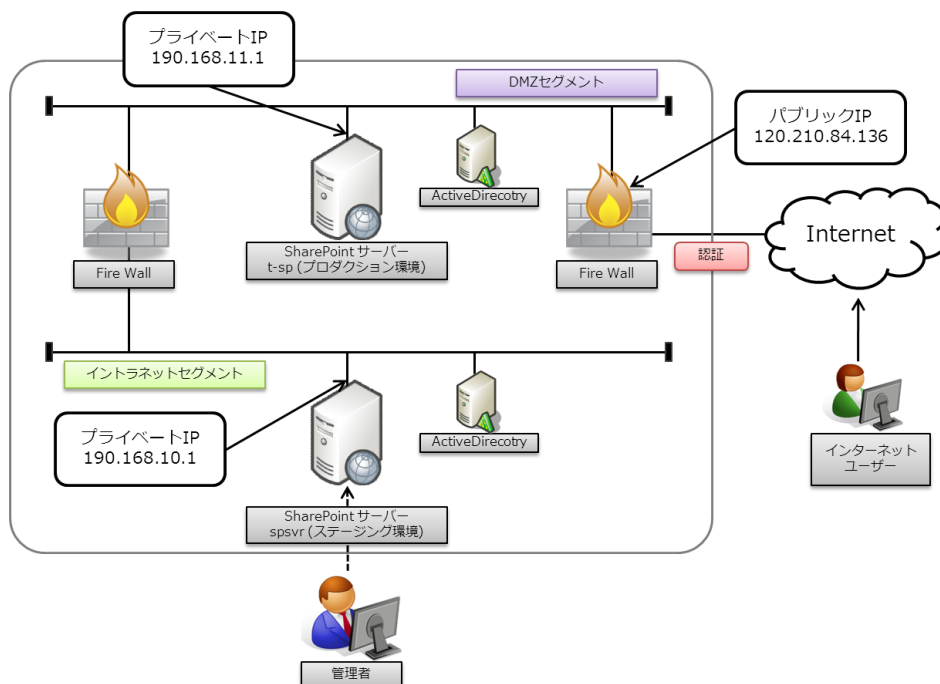 プライベートIP
190.168.11.1
DMZセグメント
パブリックIP
120.210.84.136
ActiveDirecotry
SharePoint サーバー
t-sp (プロダクション環境)
Fire Wall
Fire Wall
認証
Internet
イントラネットセグメント
プライベートIP
190.168.10.1
ActiveDirecotry
インターネット
ユーザー
SharePoint サーバー
spsvr (ステージング環境)
管理者